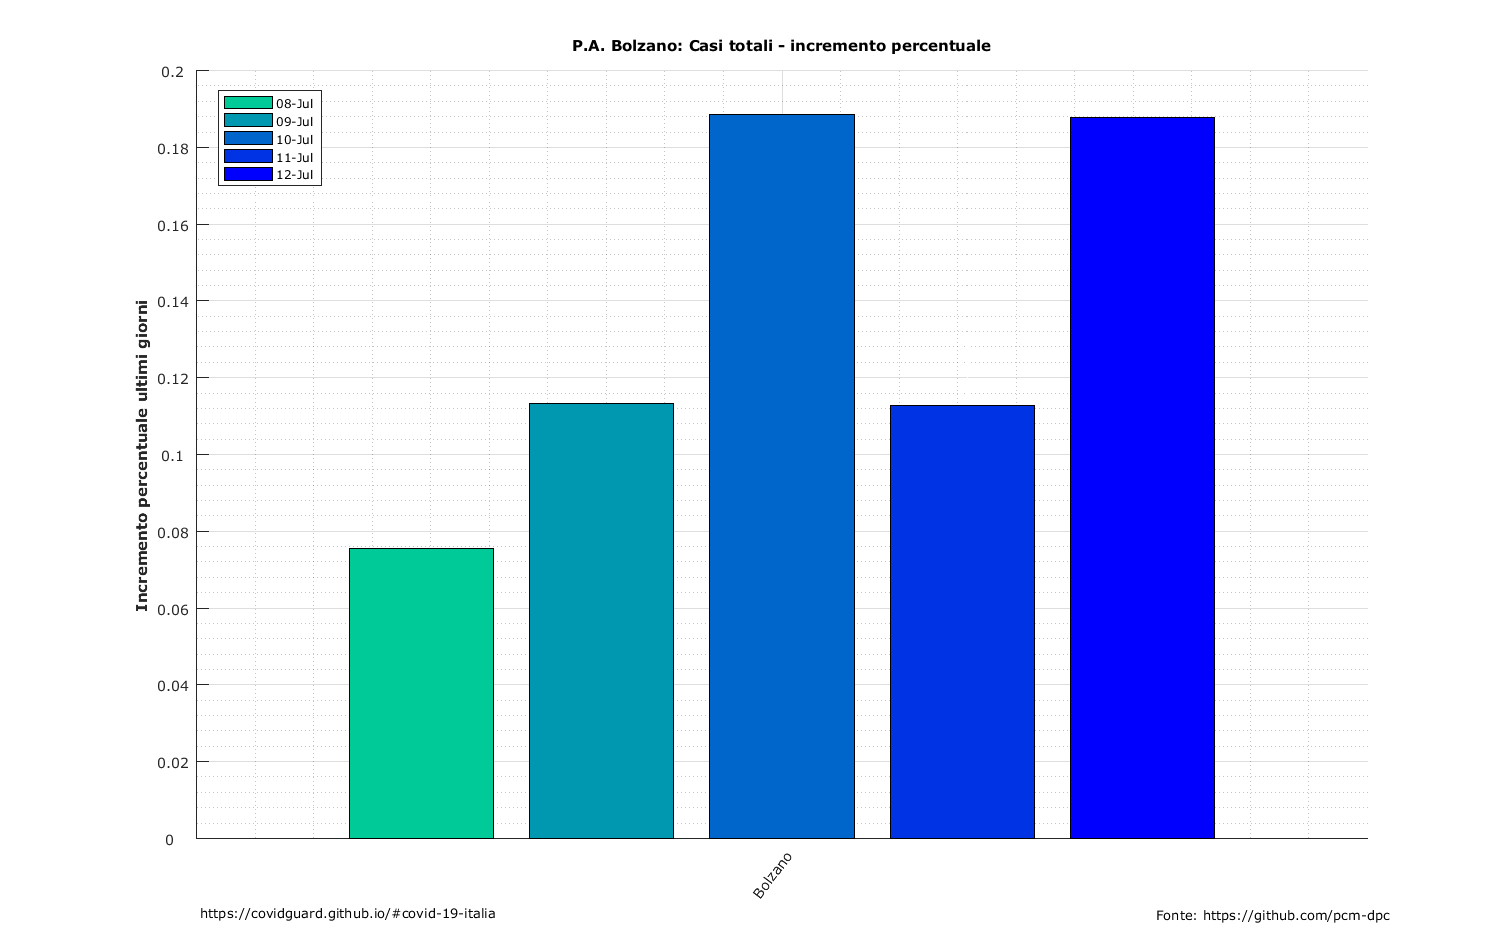 P.A. Bolzano: Casi totali - incremento percentuale
0.2
0.18
0.16
0.14
0.12
0.1
0.08
0.06
0.04
0.02
0
Incremento percentuale ultimi giorni
08-Jul
09-Jul
10-Jul
11-Jul
12-Jul
Bolzano
https://covidguard.github.io/#covid-19-italia
Fonte: https://github.com/pcm-dpc